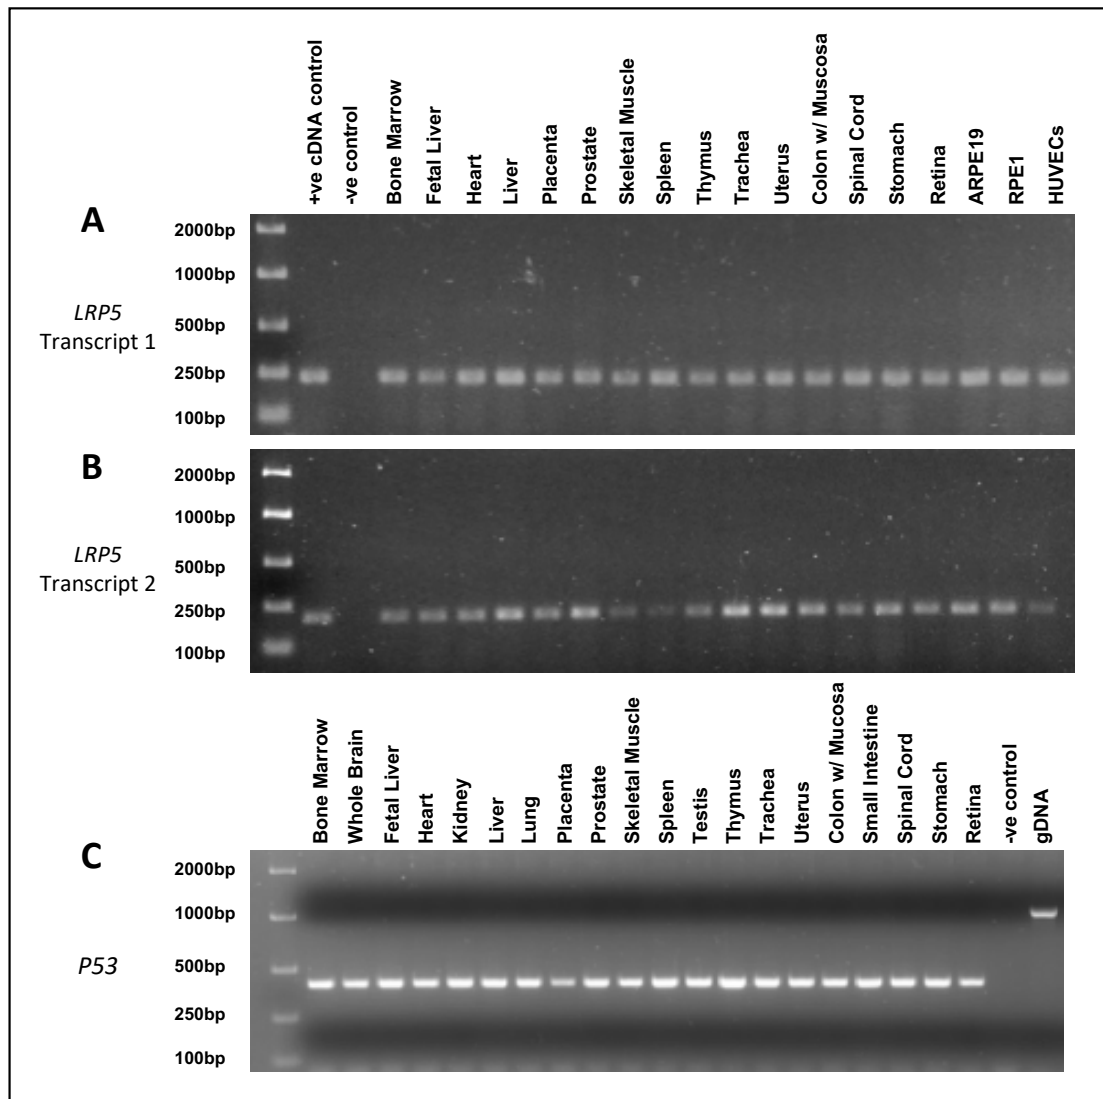 +ve cDNA control
-ve control
Bone Marrow
Fetal Liver
Heart
Liver
Placenta
Prostate
Skeletal Muscle
Spleen
Thymus
Trachea
Uterus
Colon w/ Muscosa
Spinal Cord
Stomach
Retina
ARPE19
RPE1
HUVECs
A
LRP5
Transcript 1
2000bp
1000bp
500bp
250bp
100bp
B
LRP5
Transcript 2
2000bp
1000bp
500bp
250bp
100bp
Bone Marrow
Whole Brain
Fetal Liver
Heart
Kidney
Liver
Lung
Placenta
Prostate
Skeletal Muscle
Spleen
Testis
Thymus
Trachea
Uterus
Colon w/ Mucosa
Small Intestine
Spinal Cord
Stomach
Retina
-ve control
gDNA
C
P53
2000bp
1000bp
500bp
250bp
100bp